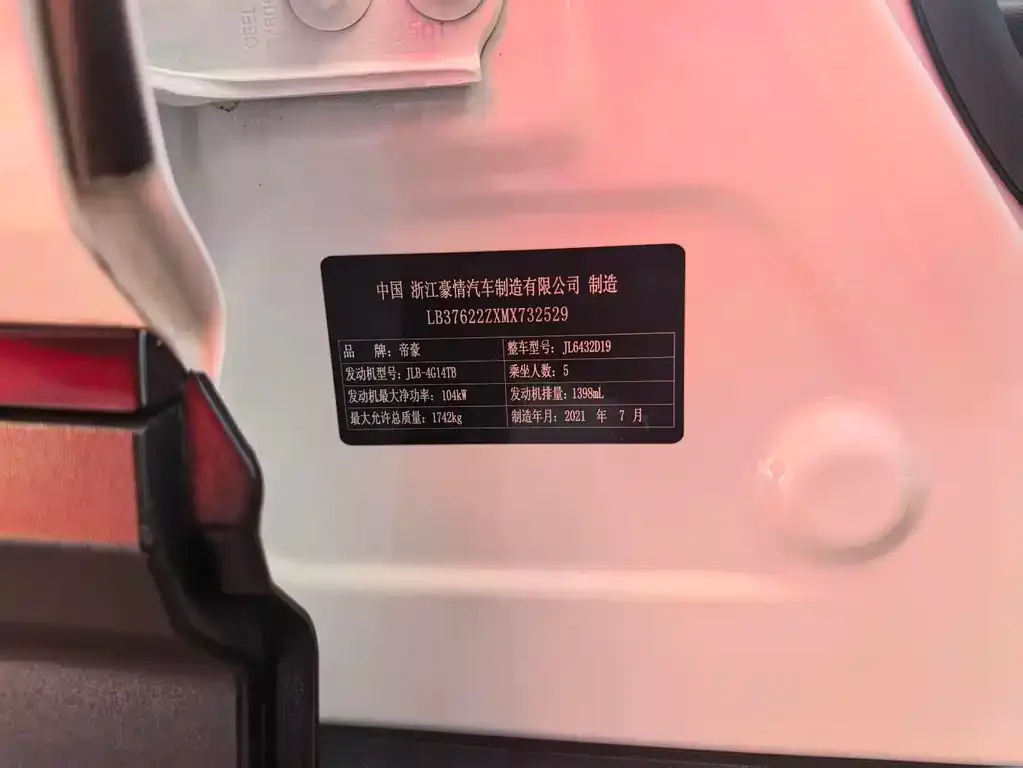 中国 浙江豪情汽车制造有限公司 制造
LB37622ZXMX732529
品 牌：帝豪 整车型号：JL6432D19
发动机型号：JLB-4G14TB 乘坐人数：5
发动机最大净功率：104kW 发动机排量：1398mL
最大允许总质量：1742kg 制造年月：2021 年 7 月